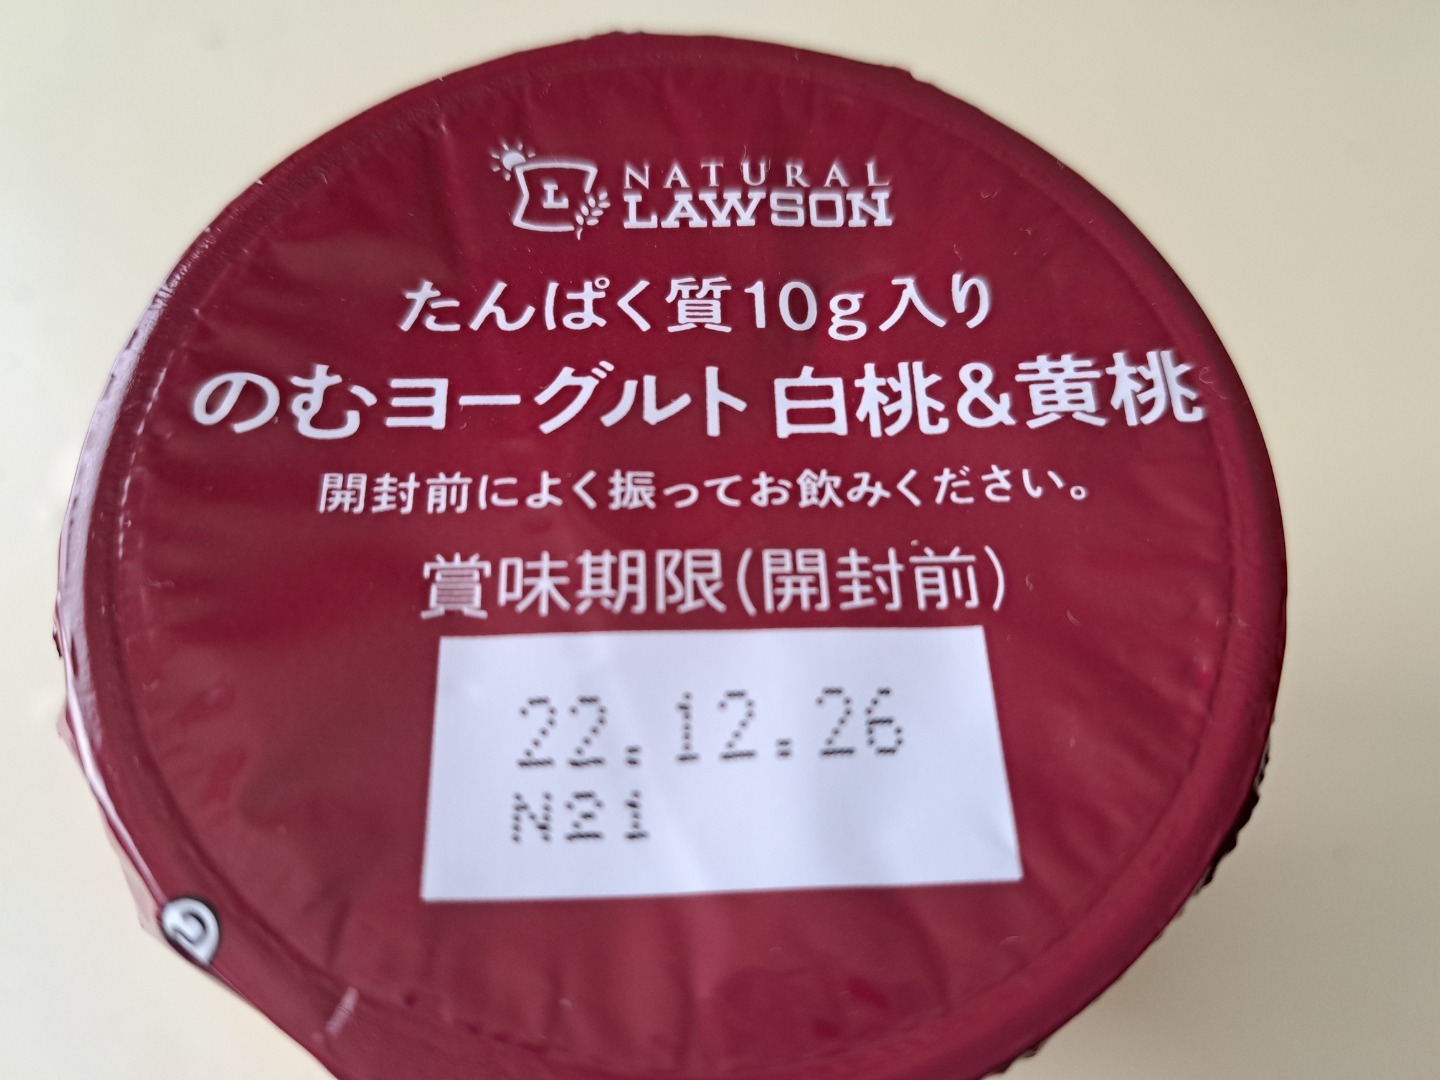 L
NATURAL
LAWSON
たんぱく質10g入り
のむヨーグルト 白桃&黄桃
開封前によく振ってお飲みください。
賞味期限(開封前)
22.12.26
N21